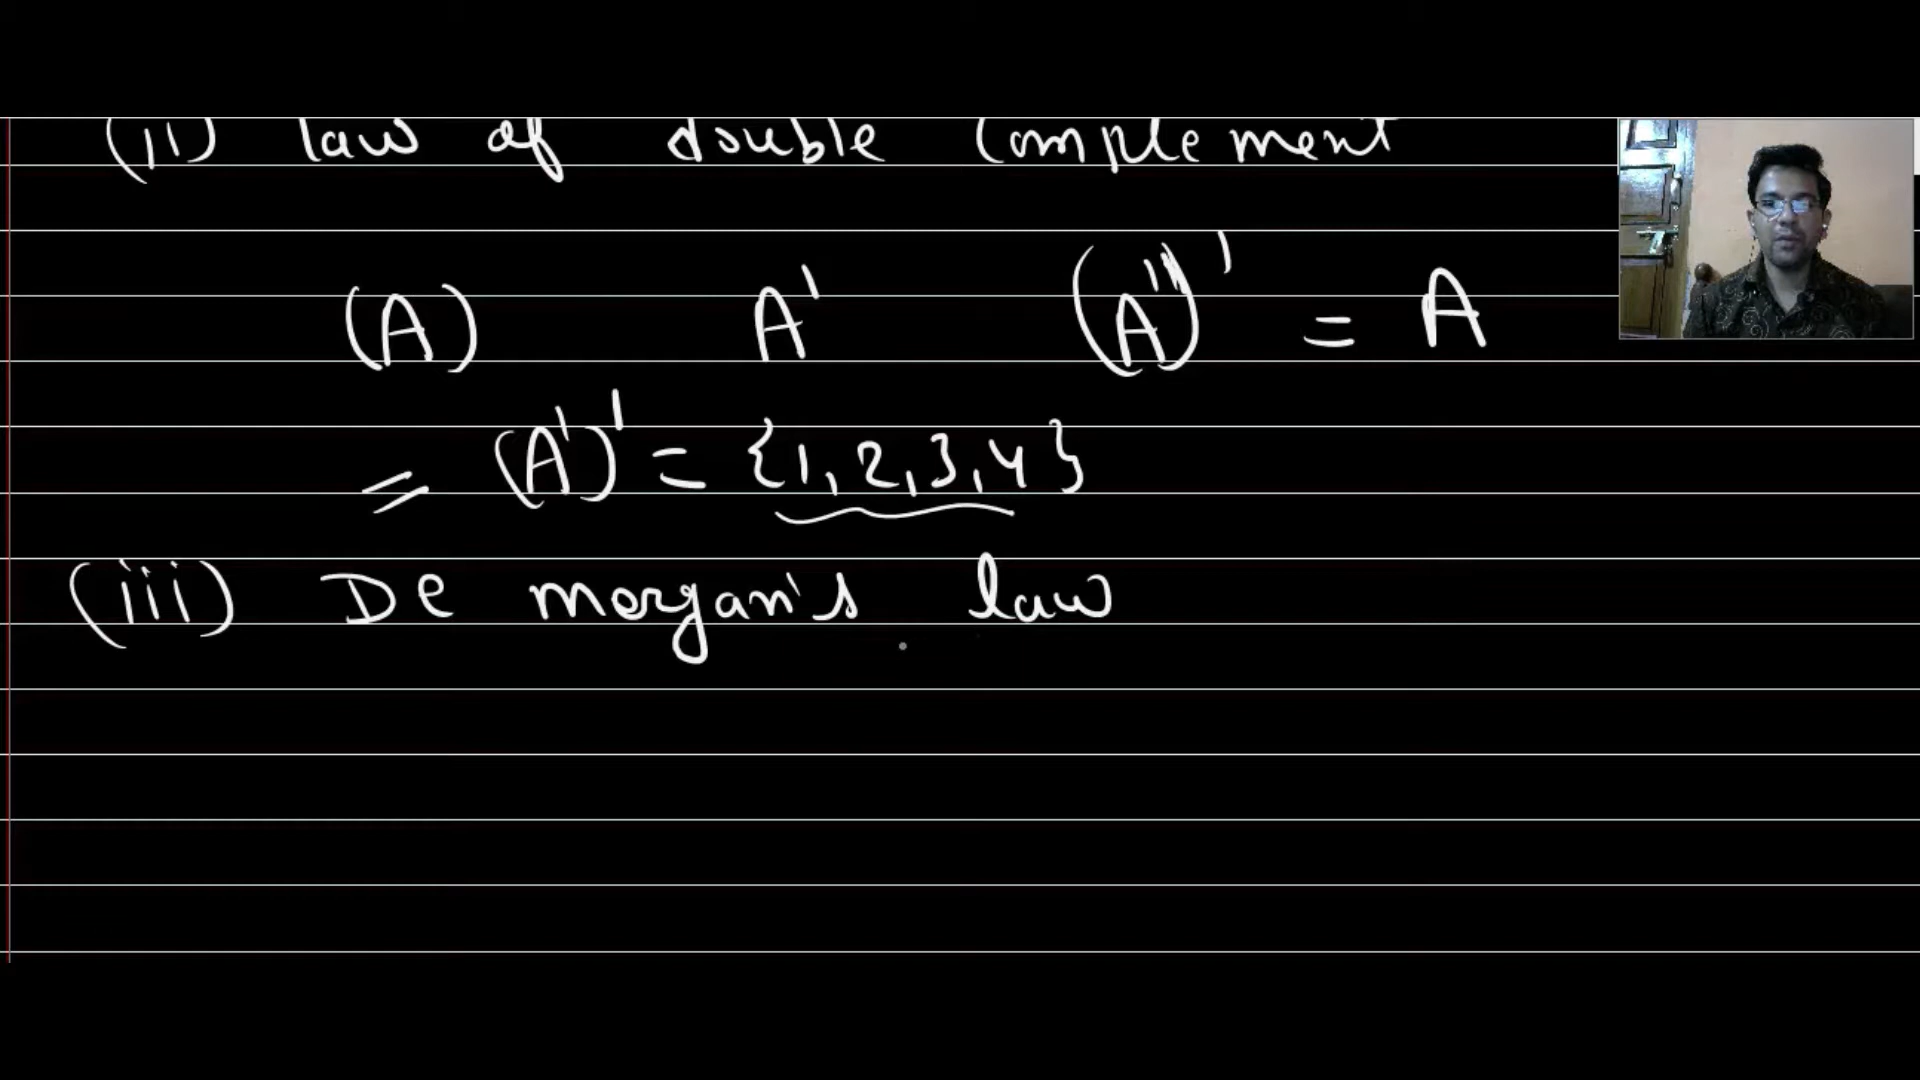 (ii) law of double Complement
(A) A' (A')' = A
= (A')' = {1,2,3,4}
(iii) De morgan's law